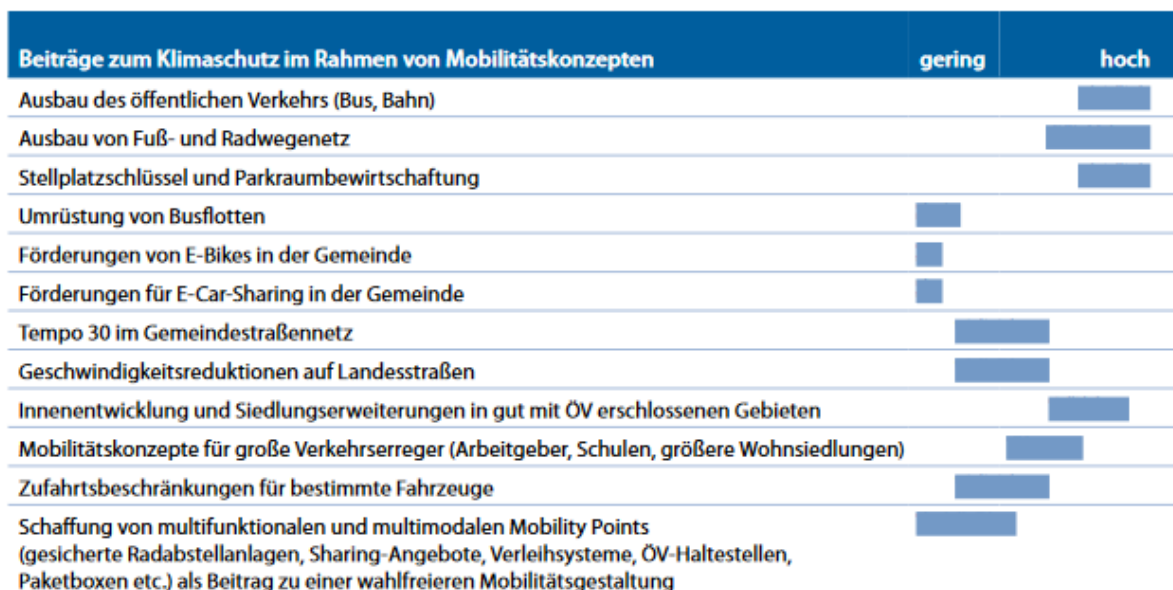 Beiträge zum Klimaschutz im Rahmen von Mobilitätskonzepten gering hoch
Ausbau des öffentlichen Verkehrs (Bus, Bahn)
Ausbau von Fuß- und Radwegenetz
Stellplatzschlüssel und Parkraumbewirtschaftung
Umrüstung von Busflotten
Förderungen von E-Bikes in der Gemeinde
Förderungen für E-Car-Sharing in der Gemeinde
Tempo 30 im Gemeindestraßennetz
Geschwindigkeitsreduktionen auf Landesstraßen
Innenentwicklung und Siedlungserweiterungen in gut mit ÖV erschlossenen Gebieten
Mobilitätskonzepte für große Verkehrserreger (Arbeitgeber, Schulen, größere Wohnsiedlungen)
Zufahrtsbeschränkungen für bestimmte Fahrzeuge
Schaffung von multifunktionalen und multimodalen Mobility Points
(gesicherte Radabstellanlagen, Sharing-Angebote, Verleihsysteme, ÖV-Haltestellen,
Paketboxen etc.) als Beitrag zu einer wahlfreieren Mobilitätsgestaltung